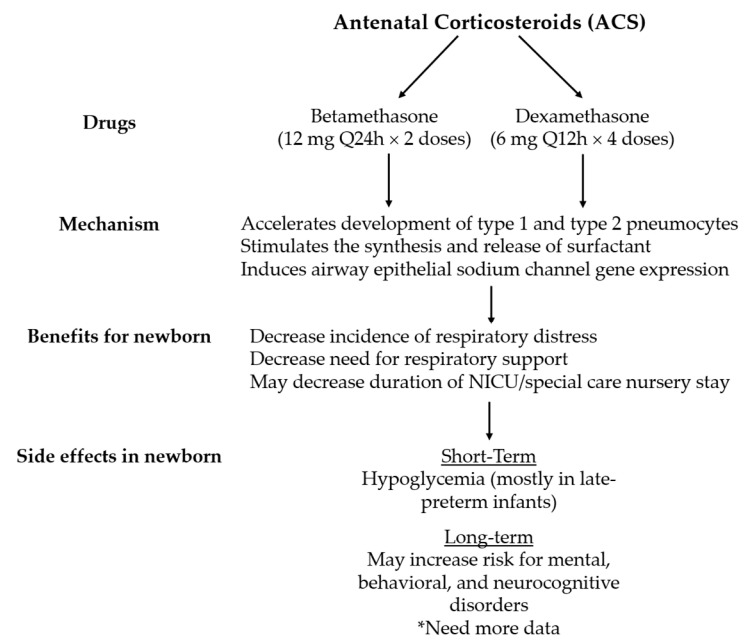 Antenatal Corticosteroids (ACS)
Drugs
Betamethasone
(12 mg Q24h × 2 doses)
Dexamethasone
(6 mg Q12h × 4 doses)
Mechanism
Accelerates development of type 1 and type 2 pneumocytes
Stimulates the synthesis and release of surfactant
Induces airway epithelial sodium channel gene expression
Benefits for newborn
Decrease incidence of respiratory distress
Decrease need for respiratory support
May decrease duration of NICU/special care nursery stay
Side effects in newborn
Short-Term
Hypoglycemia (mostly in late-
preterm infants)
Long-term
May increase risk for mental,
behavioral, and neurocognitive
disorders
*Need more data